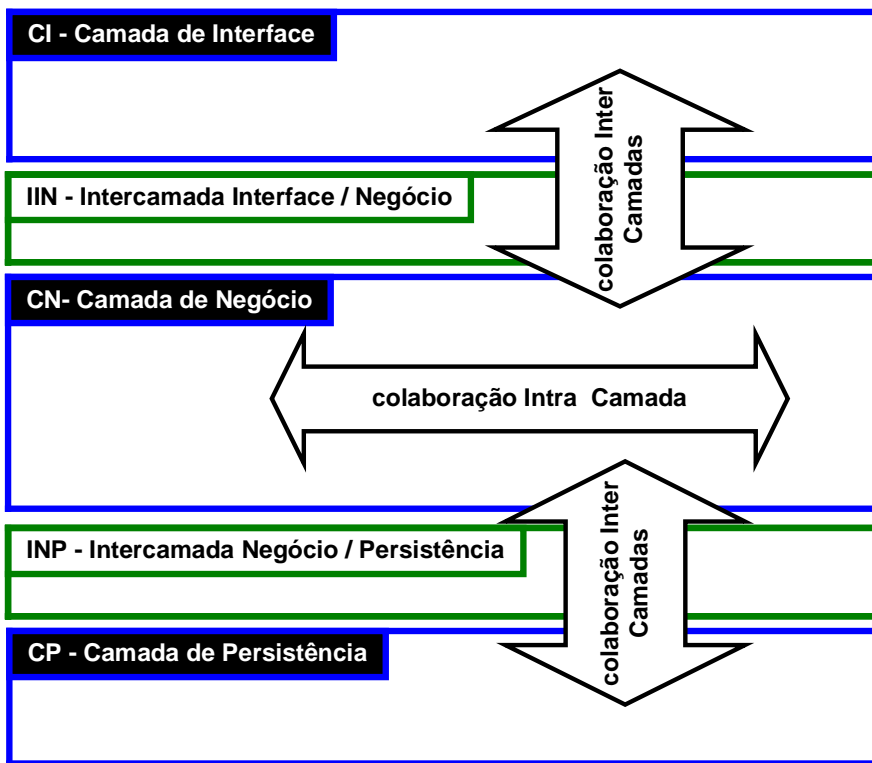 CI - Camada de Interface
colaboração Inter
Camadas
IIN - Intercamada Interface / Negócio
CN- Camada de Negócio
colaboração Intra  Camada
colaboração Inter
Camadas
INP - Intercamada Negócio / Persistência
CP - Camada de Persistência